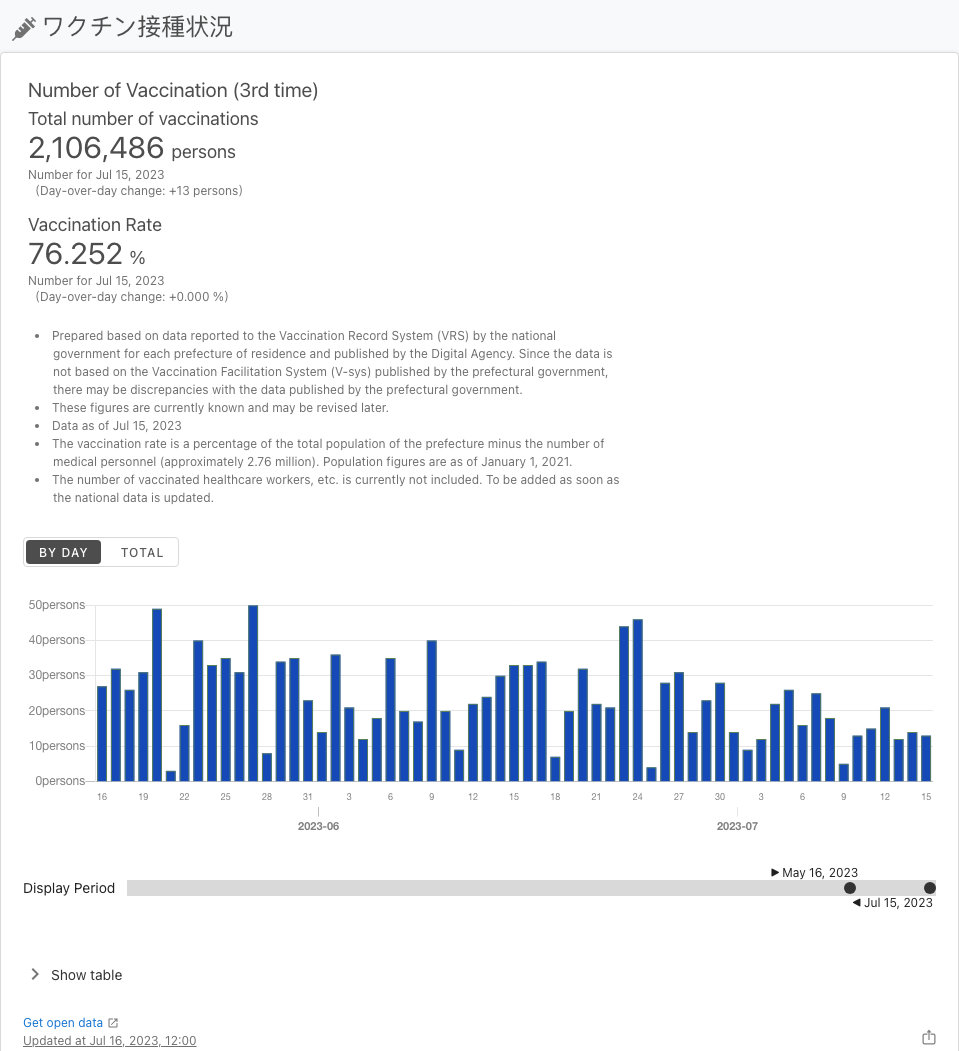 ワクチン接種状況
Number of Vaccination (3rd time)
Total number of vaccinations
2,106,486 persons
Number for Jul 15, 2023
(Day-over-day change: +13 persons)
Vaccination Rate
76.252 %
Number for Jul 15, 2023
(Day-over-day change: +0.000 %)
• Prepared based on data reported to the Vaccination Record System (VRS) by the national
government for each prefecture of residence and published by the Digital Agency. Since the data is
not based on the Vaccination Facilitation System (V-sys) published by the prefectural government,
there may be discrepancies with the data published by the prefectural government.
• These figures are currently known and may be revised later.
• Data as of Jul 15, 2023
• The vaccination rate is a percentage of the total population of the prefecture minus the number of
medical personnel (approximately 2.76 million). Population figures are as of January 1, 2021.
• The number of vaccinated healthcare workers, etc. is currently not included. To be added as soon as
the national data is updated.
BY DAY TOTAL
50persons
40persons
30persons
20persons
10persons
0persons
16 19 22 25 28 31 3 6 9 12 15 18 21 24 27 30 3 6 9 12 15
2023-06 2023-07
▶ May 16, 2023
Display Period
◀ Jul 15, 2023
Show table
Get open data
Updated at Jul 16, 2023, 12:00